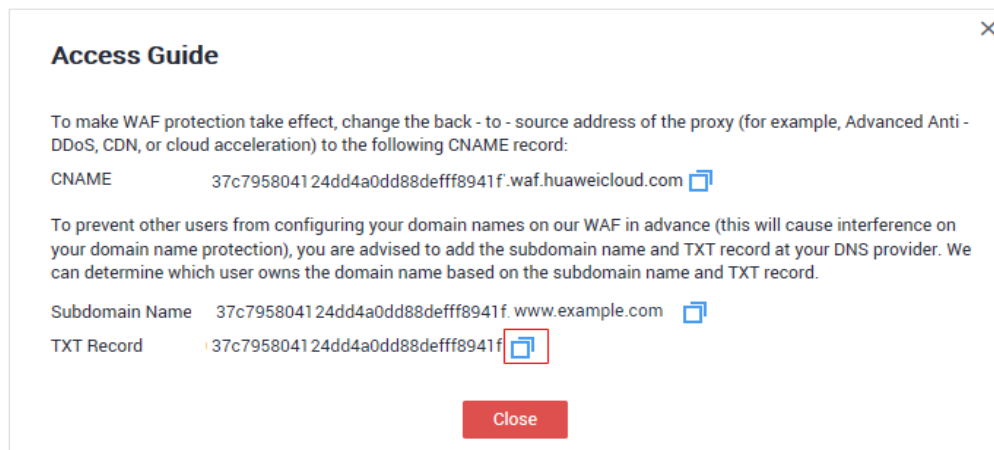 Access Guide
To make WAF protection take effect, change the back - to - source address of the proxy (for example, Advanced Anti -
DDoS, CDN, or cloud acceleration) to the following CNAME record:
CNAME 37c795804124dd4a0dd88defff8941f.waf.huaweicloud.com
To prevent other users from configuring your domain names on our WAF in advance (this will cause interference on
your domain name protection), you are advised to add the subdomain name and TXT record at your DNS provider. We
can determine which user owns the domain name based on the subdomain name and TXT record.
Subdomain Name 37c795804124dd4a0dd88defff8941f. www.example.com
TXT Record 37c795804124dd4a0dd88defff8941f
Close